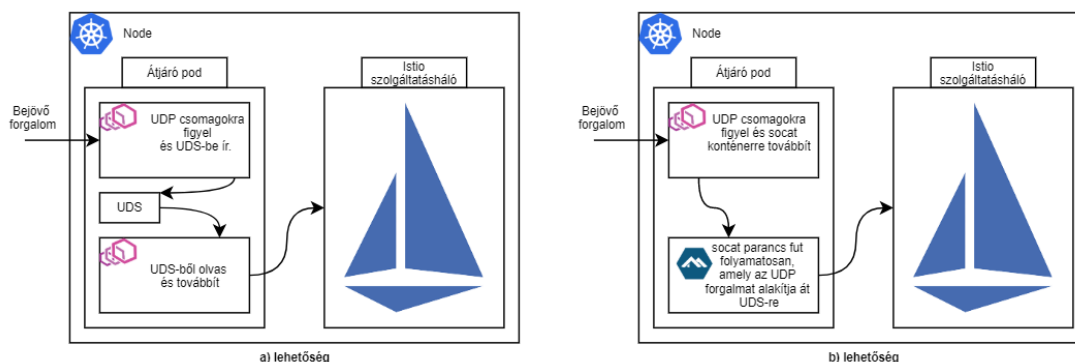 Node
Átjáró pod
Istio
szolgáltatásháló
Bejövő
forgalom
UDP csomagokra
figyel
és UDS-be ír.
UDS
UDS-ből olvas
és továbbít
a) lehetőség
Node
Átjáró pod
Istio
szolgáltatásháló
Bejövő
forgalom
UDP csomagokra
figyel és socat
konténerre továbbít
socat parancs fut
folyamatosan,
amely az UDP
forgalmat alakítja át
UDS-re
b) lehetőség